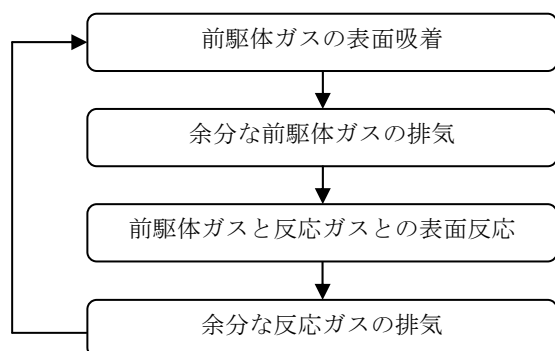 前駆体ガスの表面吸着
余分な前駆体ガスの排気
前駆体ガスと反応ガスとの表面反応
余分な反応ガスの排気